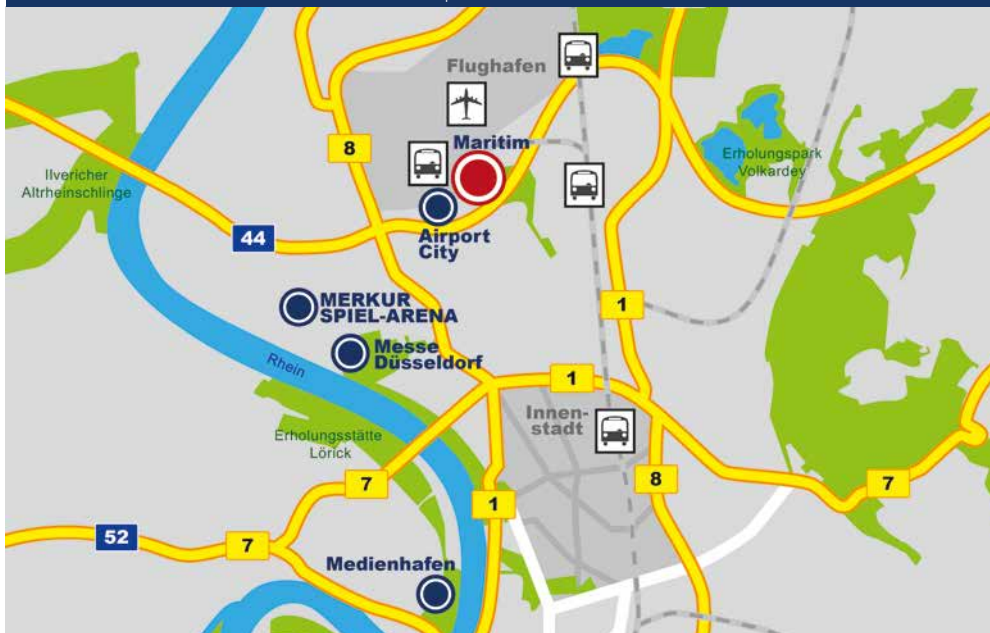 Flughafen
Maritim
8
Ilvericher
Altrheinschlinge
Erholungspark
Volkardey
44
Airport
City
MERKUR
SPIEL-ARENA
1
Messe
Düsseldorf
Rhein
1
Innen-
stadt
Erholungsstätte
Lörick
7
1
8
7
52
7
Medienhafen